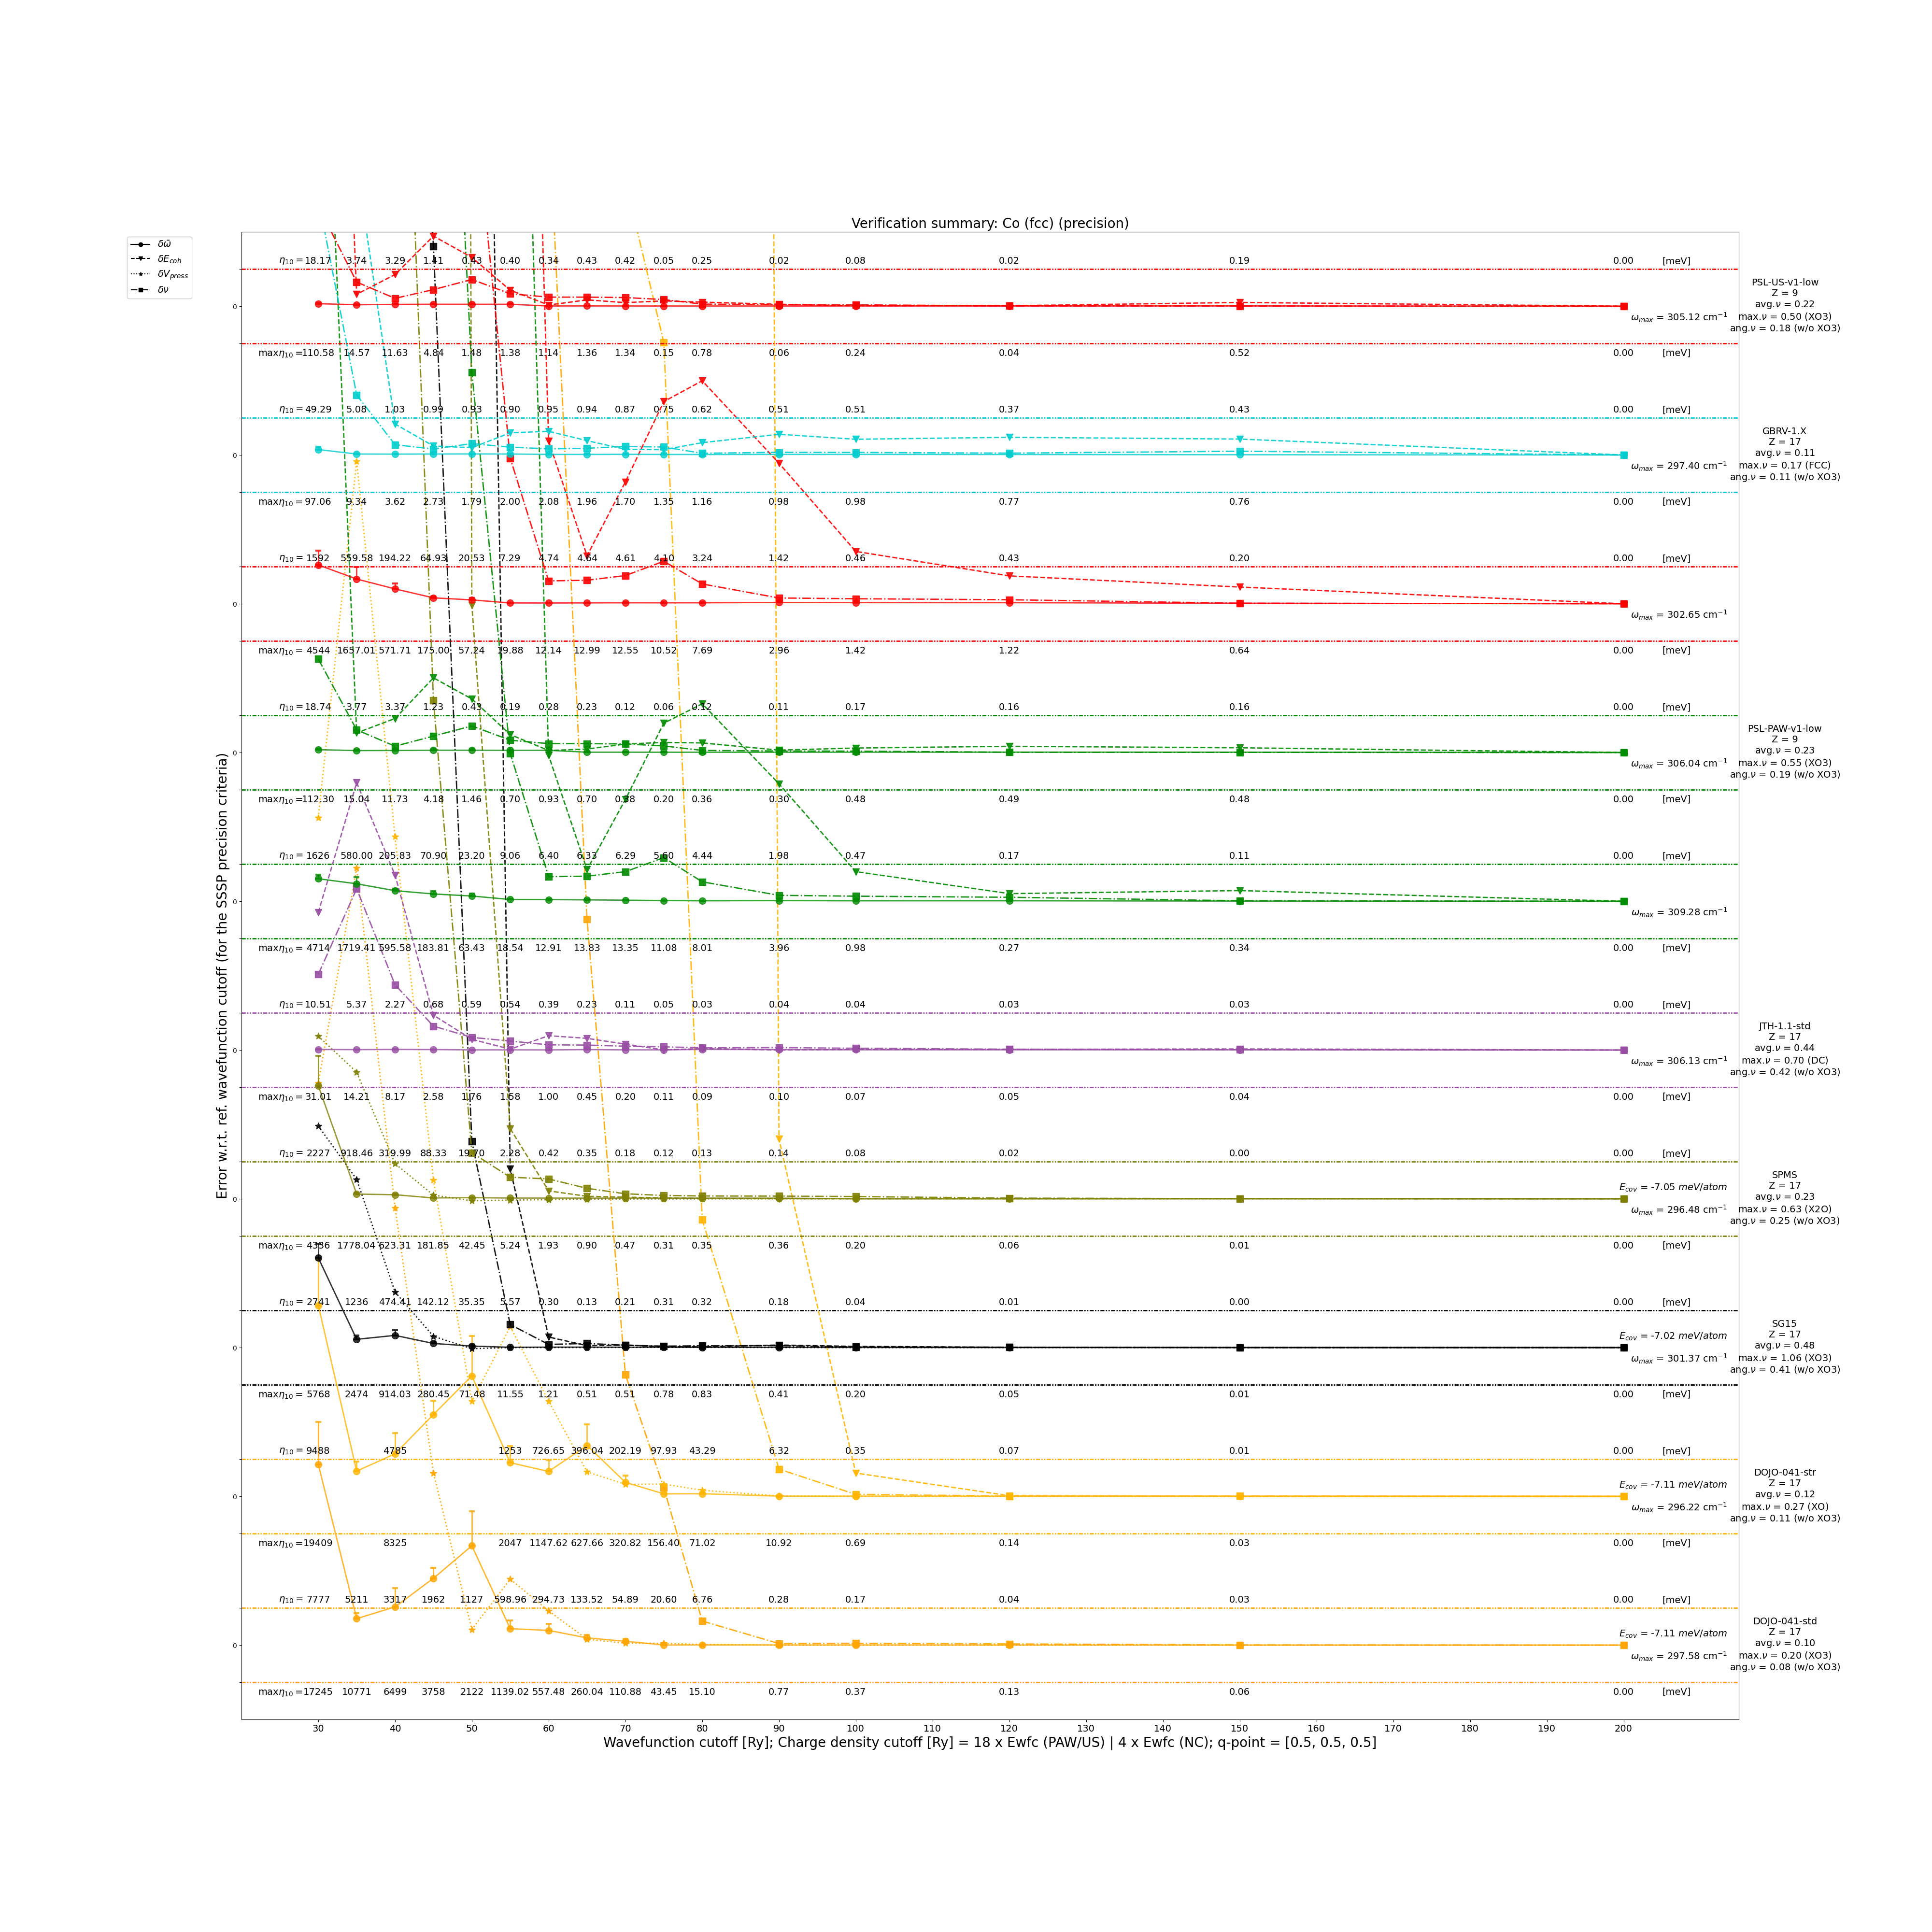 Verification summary: Co (fcc) (precision)
δω̄
δE_coh
δV_press
δν
Error w.r.t. ref. wavefunction cutoff (for the SSSP precision criteria)
η₁₀ = 18.17 3.74 3.29 1.41 0.43 0.40 0.34 0.43 0.42 0.05 0.25 0.02 0.08 0.02 0.19 0.00 [meV]
0
PSL-US-v1-low
Z = 9
avg.ν = 0.22
ω_max = 305.12 cm⁻¹ max.ν = 0.50 (XO3)
ang.ν = 0.18 (w/o XO3)
maxη₁₀ =110.58 14.57 11.63 4.84 1.48 1.38 1.14 1.36 1.34 0.15 0.78 0.06 0.24 0.04 0.52 0.00 [meV]
η₁₀ = 49.29 5.08 1.03 0.99 0.93 0.90 0.95 0.94 0.87 0.75 0.62 0.51 0.51 0.37 0.43 0.00 [meV]
0
GBRV-1.X
Z = 17
avg.ν = 0.11
ω_max = 297.40 cm⁻¹ max.ν = 0.17 (FCC)
ang.ν = 0.11 (w/o XO3)
maxη₁₀ = 97.06 9.34 3.62 2.73 1.79 2.00 2.08 1.96 1.70 1.35 1.16 0.98 0.98 0.77 0.76 0.00 [meV]
η₁₀ = 1592 559.58 194.22 64.93 20.53 7.29 4.74 4.64 4.61 4.10 3.24 1.42 0.46 0.43 0.20 0.00 [meV]
0
ω_max = 302.65 cm⁻¹
maxη₁₀ = 4544 1657.01 571.71 175.00 57.24 19.88 12.14 12.99 12.55 10.52 7.69 2.96 1.42 1.22 0.64 0.00 [meV]
η₁₀ = 18.74 3.77 3.37 1.23 0.43 0.19 0.28 0.23 0.12 0.06 0.12 0.11 0.17 0.16 0.16 0.00 [meV]
0
PSL-PAW-v1-low
Z = 9
avg.ν = 0.23
ω_max = 306.04 cm⁻¹ max.ν = 0.55 (XO3)
ang.ν = 0.19 (w/o XO3)
maxη₁₀ =112.30 15.04 11.73 4.18 1.46 0.70 0.93 0.70 0.38 0.20 0.36 0.30 0.48 0.49 0.48 0.00 [meV]
η₁₀ = 1626 580.00 205.83 70.90 23.20 9.06 6.40 6.33 6.29 5.60 4.44 1.98 0.47 0.17 0.11 0.00 [meV]
0
ω_max = 309.28 cm⁻¹
maxη₁₀ = 4714 1719.41 595.58 183.81 63.43 18.54 12.91 13.83 13.35 11.08 8.01 3.96 0.98 0.27 0.34 0.00 [meV]
η₁₀ = 10.51 5.37 2.27 0.68 0.59 0.54 0.39 0.23 0.11 0.05 0.03 0.04 0.04 0.03 0.03 0.00 [meV]
0
JTH-1.1-std
Z = 17
avg.ν = 0.44
ω_max = 306.13 cm⁻¹ max.ν = 0.70 (DC)
ang.ν = 0.42 (w/o XO3)
maxη₁₀ = 31.01 14.21 8.17 2.58 1.76 1.58 1.00 0.45 0.20 0.11 0.09 0.10 0.07 0.05 0.04 0.00 [meV]
η₁₀ = 2227 918.46 319.99 88.33 19.70 2.28 0.42 0.35 0.18 0.12 0.13 0.14 0.08 0.02 0.00 0.00 [meV]
0
SPMS
Z = 17
E_cov = -7.05 meV/atom avg.ν = 0.23
ω_max = 296.48 cm⁻¹ max.ν = 0.63 (X2O)
ang.ν = 0.25 (w/o XO3)
maxη₁₀ = 4336 1778.04 623.31 181.85 42.45 5.24 1.93 0.90 0.47 0.31 0.35 0.36 0.20 0.06 0.01 0.00 [meV]
η₁₀ = 2741 1236 474.41 142.12 35.35 5.57 0.30 0.13 0.21 0.31 0.32 0.18 0.04 0.01 0.00 0.00 [meV]
0
SG15
Z = 17
E_cov = -7.02 meV/atom avg.ν = 0.48
ω_max = 301.37 cm⁻¹ max.ν = 1.06 (XO3)
ang.ν = 0.41 (w/o XO3)
maxη₁₀ = 5768 2474 914.03 280.45 71.48 11.55 1.21 0.51 0.51 0.78 0.83 0.41 0.20 0.05 0.01 0.00 [meV]
η₁₀ = 9488 4785 1253 726.65 396.04 202.19 97.93 43.29 6.32 0.35 0.07 0.01 0.00 [meV]
0
DOJO-041-str
Z = 17
E_cov = -7.11 meV/atom avg.ν = 0.12
ω_max = 296.22 cm⁻¹ max.ν = 0.27 (XO)
ang.ν = 0.11 (w/o XO3)
maxη₁₀ =19409 8325 2047 1147.62 627.66 320.82 156.40 71.02 10.92 0.69 0.14 0.03 0.00 [meV]
η₁₀ = 7777 5211 3317 1962 1127 598.96 294.73 133.52 54.89 20.60 6.76 0.28 0.17 0.04 0.03 0.00 [meV]
0
DOJO-041-std
Z = 17
E_cov = -7.11 meV/atom avg.ν = 0.10
ω_max = 297.58 cm⁻¹ max.ν = 0.20 (XO3)
ang.ν = 0.08 (w/o XO3)
maxη₁₀ =17245 10771 6499 3758 2122 1139.02 557.48 260.04 110.88 43.45 15.10 0.77 0.37 0.13 0.06 0.00 [meV]
30 40 50 60 70 80 90 100 110 120 130 140 150 160 170 180 190 200
Wavefunction cutoff [Ry]; Charge density cutoff [Ry] = 18 x Ewfc (PAW/US) | 4 x Ewfc (NC); q-point = [0.5, 0.5, 0.5]